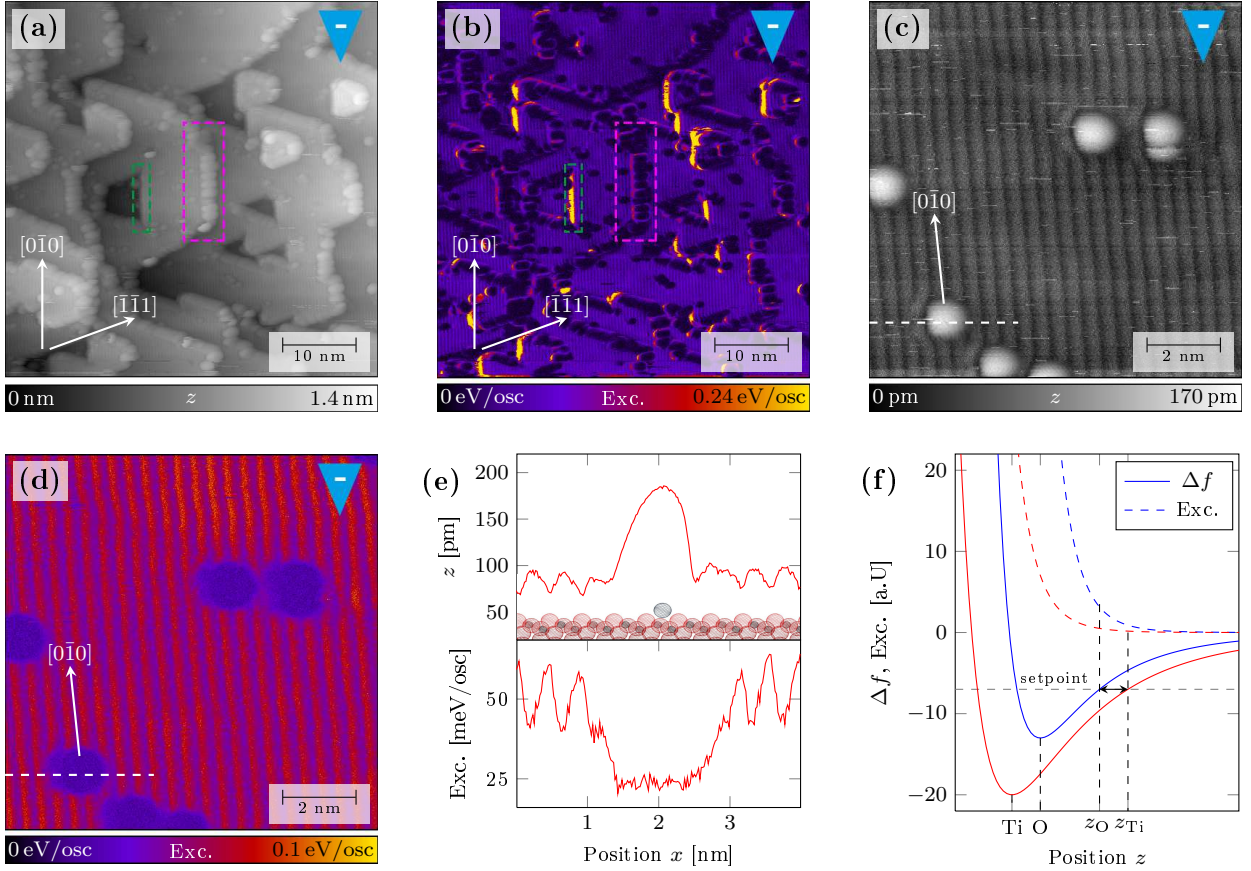 (a)
-
[01̄0]
[1̄1̄1]
10 nm
0 nm z 1.4 nm
(b)
-
[01̄0]
[1̄1̄1]
10 nm
0 eV/osc Exc. 0.24 eV/osc
(c)
-
[01̄0]
2 nm
0 pm z 170 pm
(d)
-
[01̄0]
2 nm
0 eV/osc Exc. 0.1 eV/osc
(e)
200
150
100
50
z [pm]
50
25
Exc. [meV/osc]
1 2 3
Position x [nm]
(f)
20
10
0
−10
−20
Δf, Exc. [a.U]
Δf
Exc.
setpoint
Ti O zO zTi
Position z